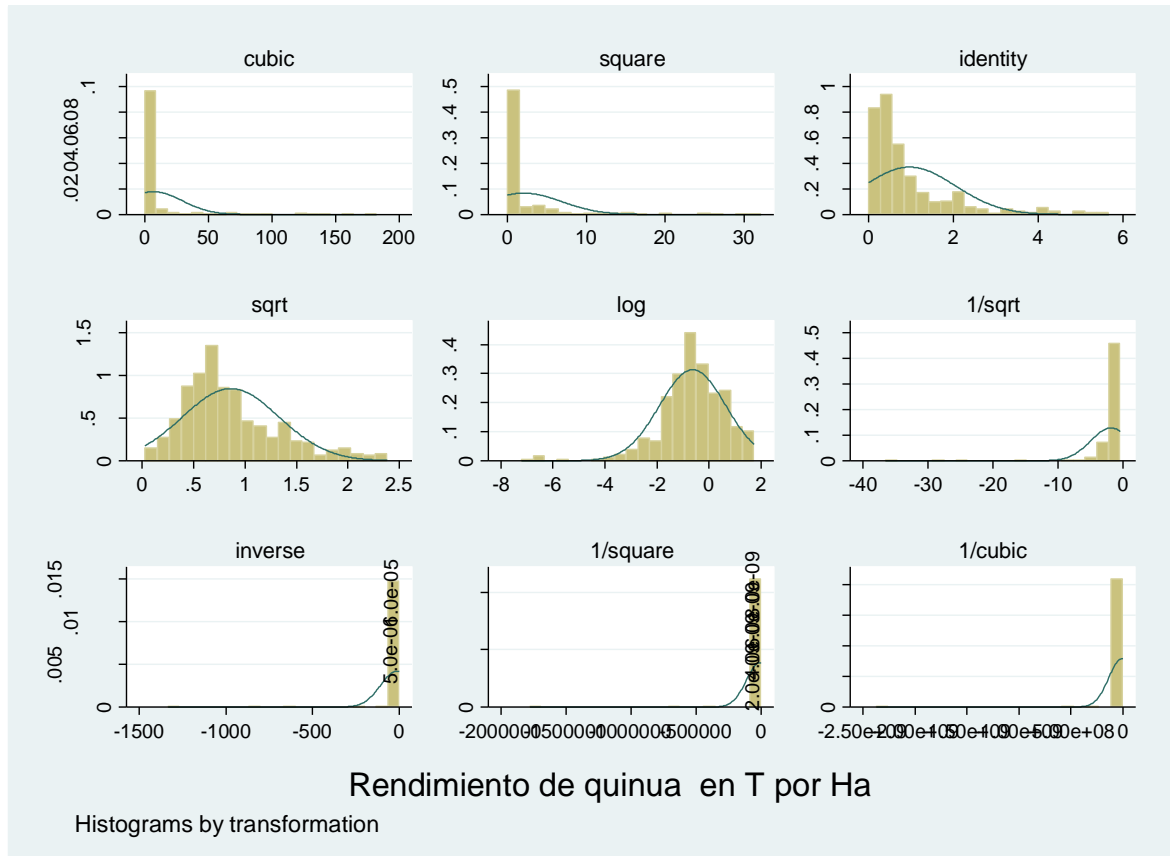 cubic
square
identity
0 .02.04.06.08 .1
0 50 100 150 200
0 .1 .2 .3 .4 .5
0 10 20 30
0 .2 .4 .6 .8 1
0 2 4 6
sqrt
log
1/sqrt
0 .5 1 1.5
0 .5 1 1.5 2 2.5
0 .1 .2 .3 .4
-8 -6 -4 -2 0 2
0 .1 .2 .3 .4 .5
-40 -30 -20 -10 0
inverse
1/square
1/cubic
0 .005 .01 .015
-1500 -1000 -500 0
0
0
0
0
Rendimiento de quinua en T por Ha
Histograms by transformation